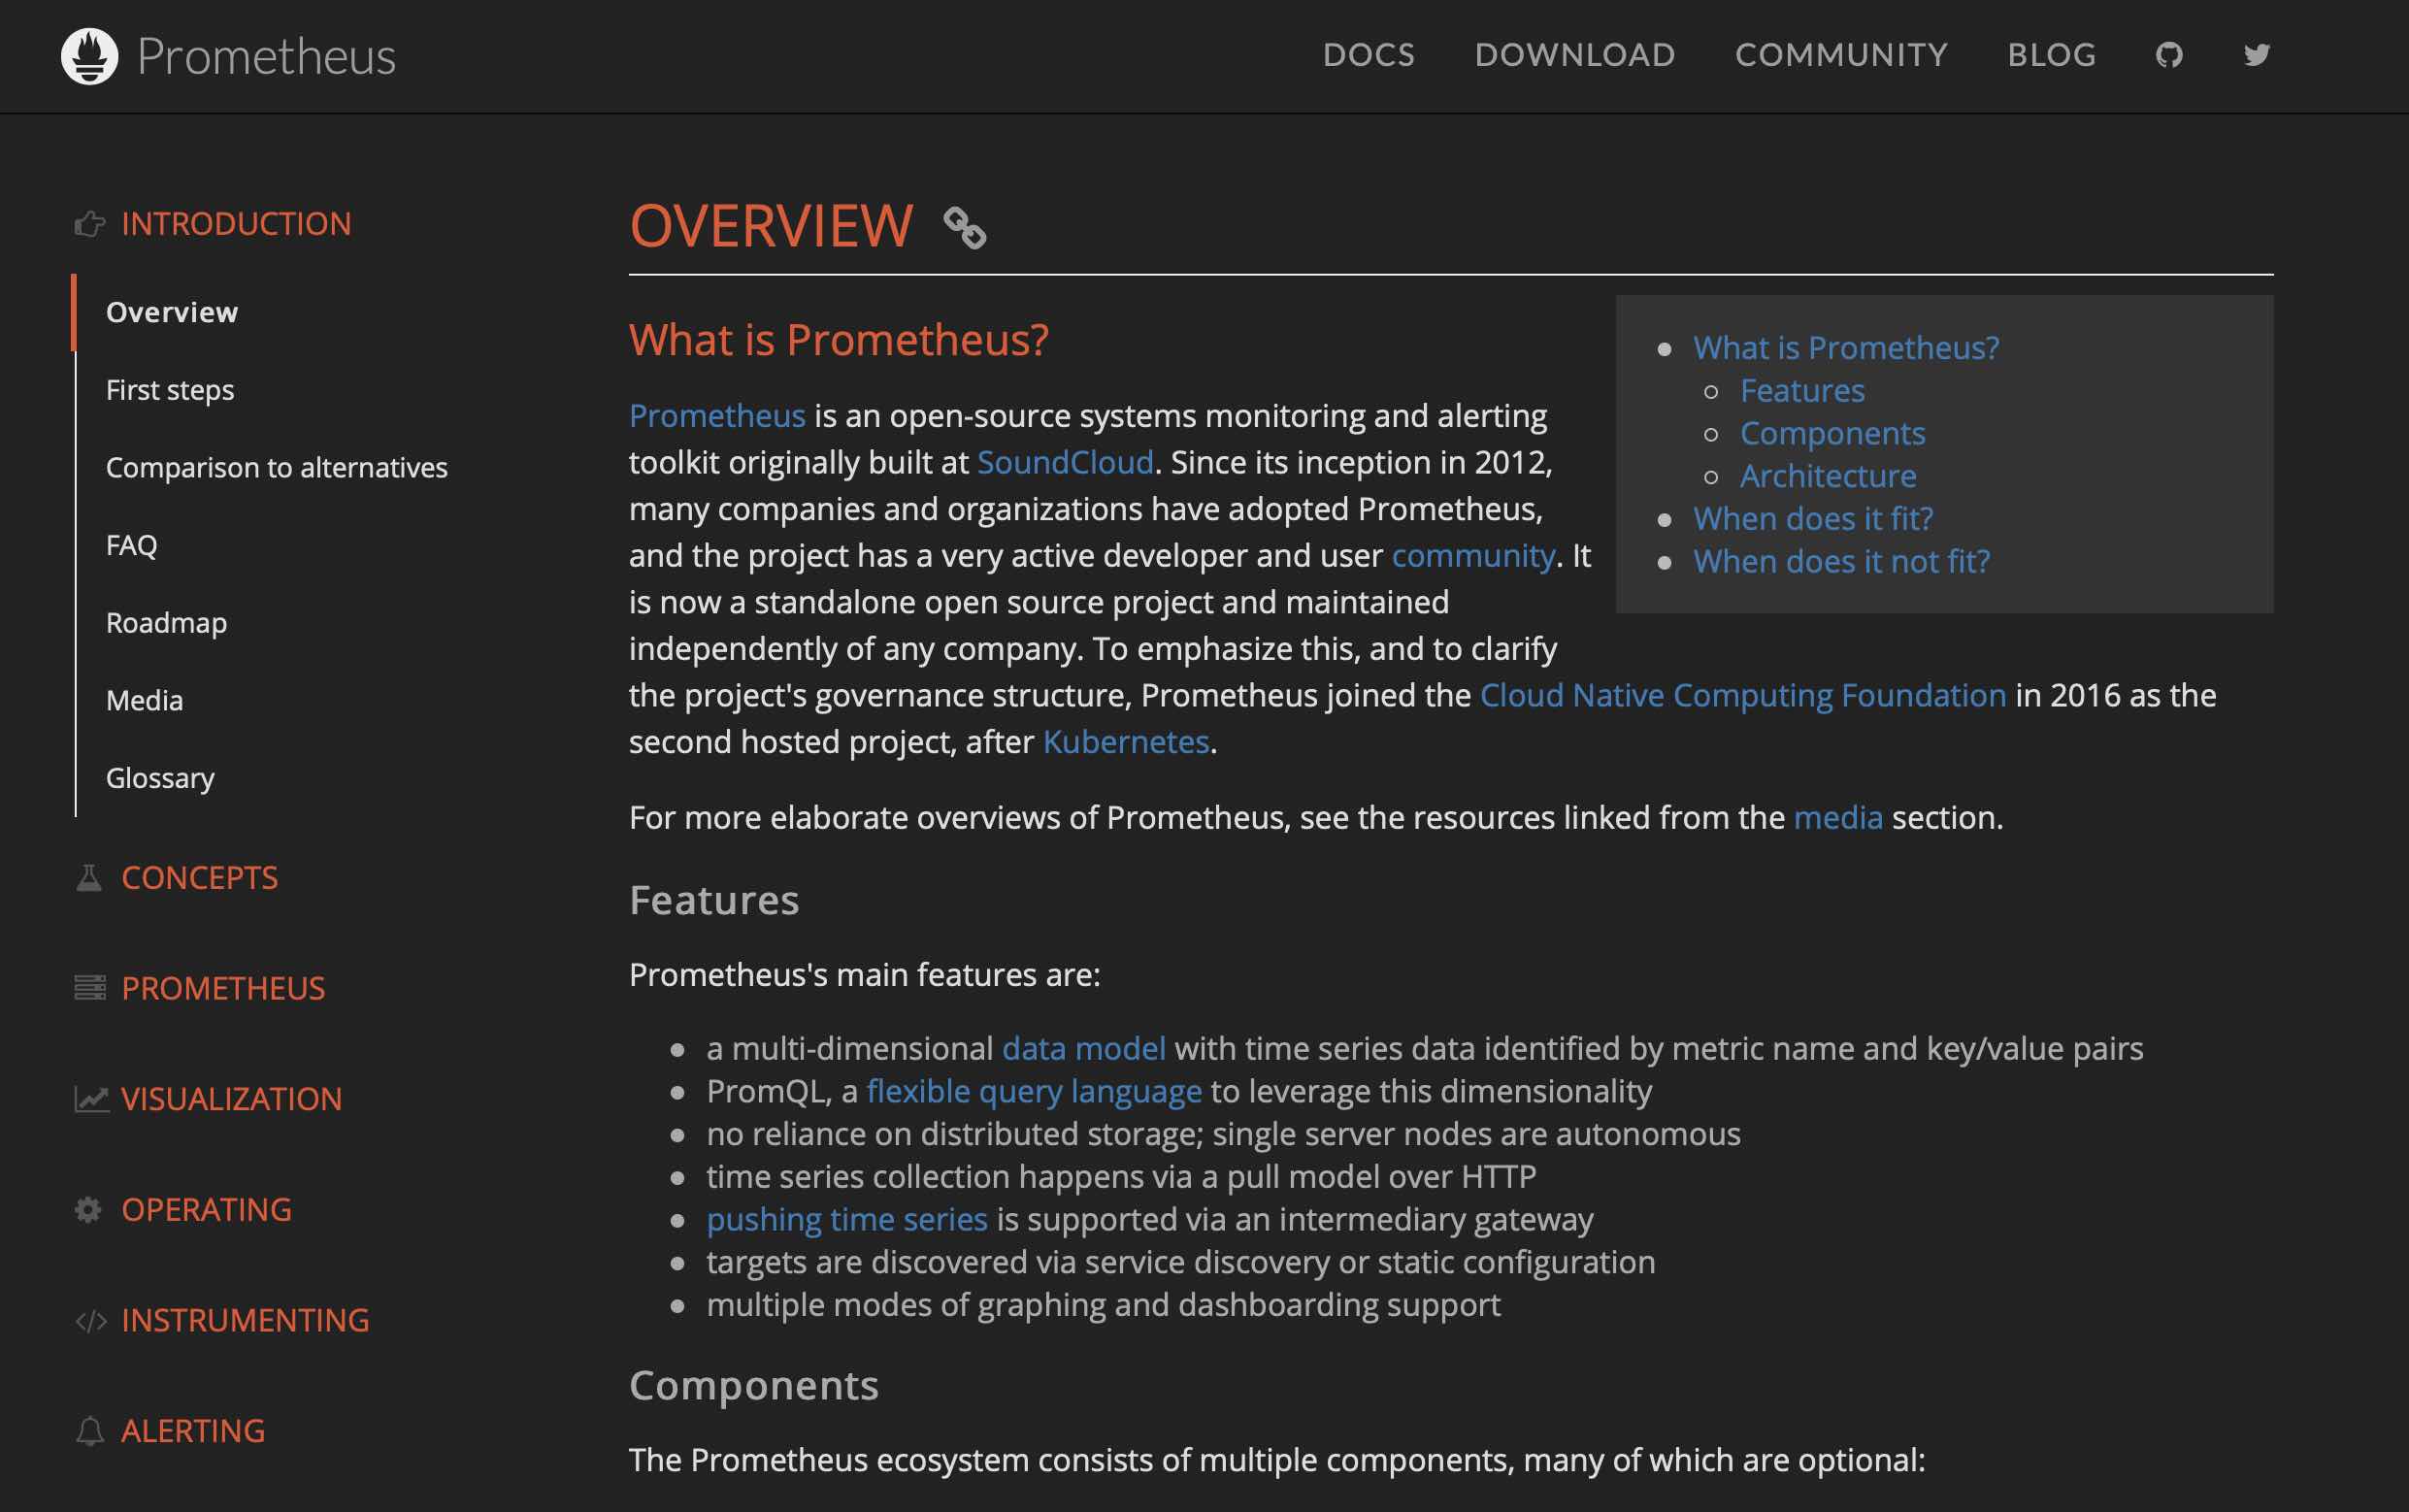 Prometheus
DOCS
DOWNLOAD
COMMUNITY
BLOG
INTRODUCTION
Overview
First steps
Comparison to alternatives
FAQ
Roadmap
Media
Glossary
CONCEPTS
PROMETHEUS
VISUALIZATION
OPERATING
INSTRUMENTING
ALERTING
OVERVIEW
What is Prometheus?
Prometheus is an open-source systems monitoring and alerting
toolkit originally built at SoundCloud. Since its inception in 2012,
many companies and organizations have adopted Prometheus,
and the project has a very active developer and user community. It
is now a standalone open source project and maintained
independently of any company. To emphasize this, and to clarify
the project's governance structure, Prometheus joined the Cloud Native Computing Foundation in 2016 as the
second hosted project, after Kubernetes.
What is Prometheus?
Features
Components
Architecture
When does it fit?
When does it not fit?
For more elaborate overviews of Prometheus, see the resources linked from the media section.
Features
Prometheus's main features are:
a multi-dimensional data model with time series data identified by metric name and key/value pairs
PromQL, a flexible query language to leverage this dimensionality
no reliance on distributed storage; single server nodes are autonomous
time series collection happens via a pull model over HTTP
pushing time series is supported via an intermediary gateway
targets are discovered via service discovery or static configuration
multiple modes of graphing and dashboarding support
Components
The Prometheus ecosystem consists of multiple components, many of which are optional: